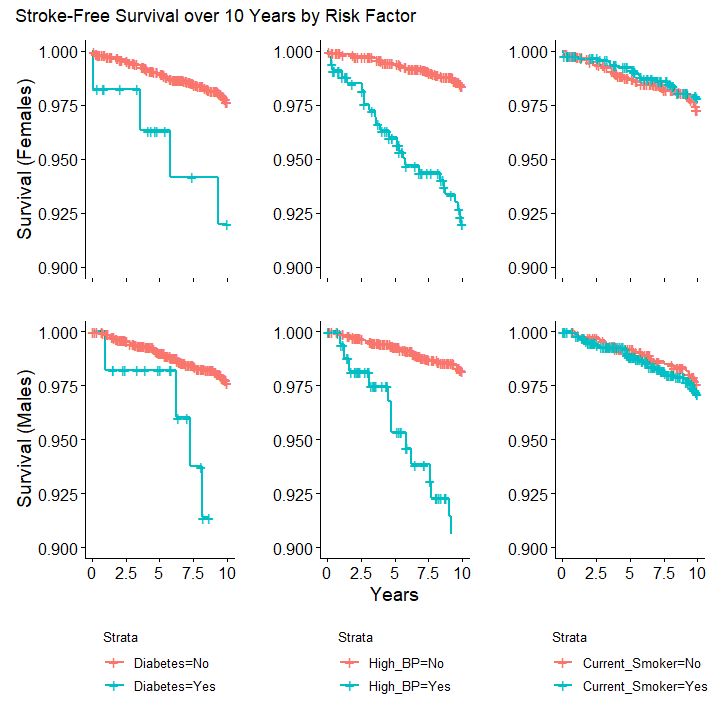 Stroke-Free Survival over 10 Years by Risk Factor
Survival (Females)
1.000
0.975
0.950
0.925
0.900
1.000
0.975
0.950
0.925
0.900
1.000
0.975
0.950
0.925
0.900
Survival (Males)
1.000
0.975
0.950
0.925
0.900
0 2.5 5 7.5 10
1.000
0.975
0.950
0.925
0.900
0 2.5 5 7.5 10
1.000
0.975
0.950
0.925
0.900
0 2.5 5 7.5 10
Years
Strata
Diabetes=No
Diabetes=Yes
Strata
High_BP=No
High_BP=Yes
Strata
Current_Smoker=No
Current_Smoker=Yes